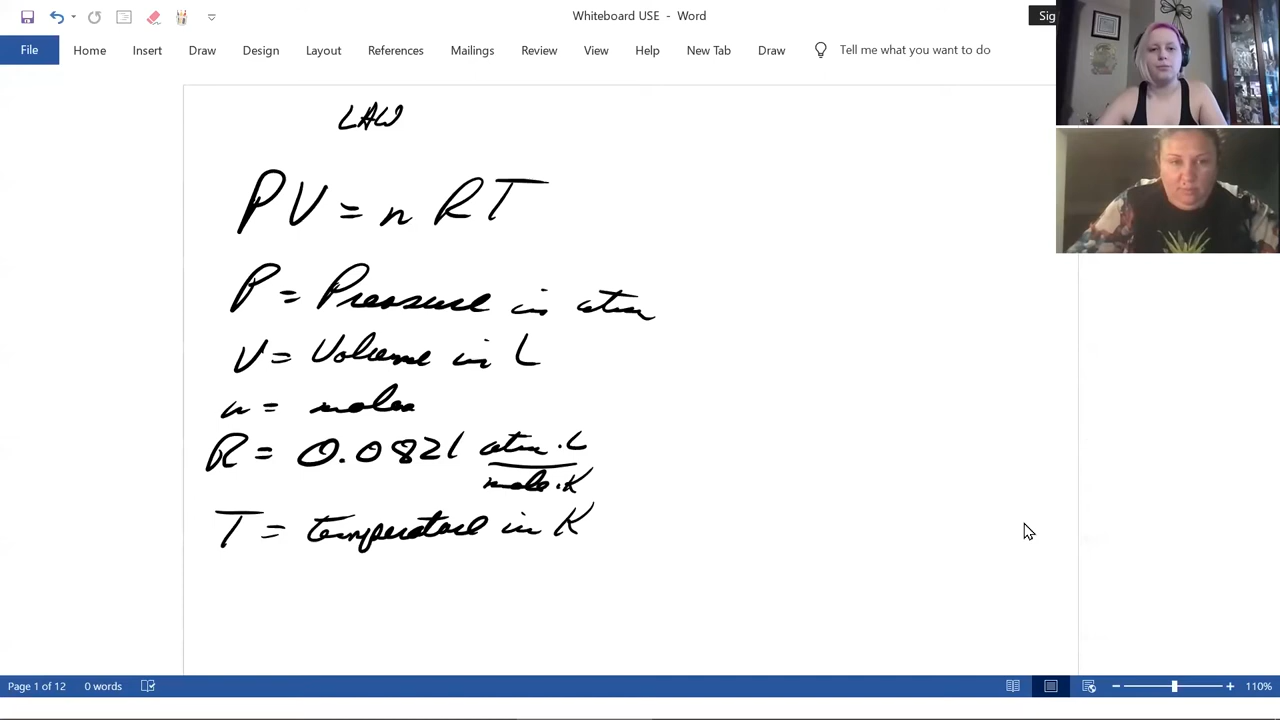 Whiteboard USE - Word
Sig
File Home Insert Draw Design Layout References Mailings Review View Help New Tab Draw Tell me what you want to do
LAW
PV = nRT
P = Pressure in atm
V = Volume in L
n = moles
R = 0.0821 atm·L
mole·K
T = temperature in K
Page 1 of 12 0 words 110%